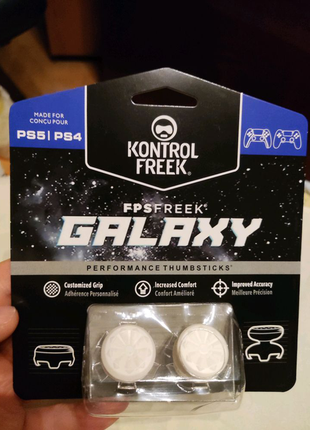 MADE FOR
CONÇU POUR
PS5 | PS4
KONTROL
FREEK®
FPSFREEK®
GALAXY
PERFORMANCE THUMBSTICKS
Customized Grip
Adhérence Personnalisé
Increased Comfort
Confort Amélioré
Improved Accuracy
Meilleure Précision